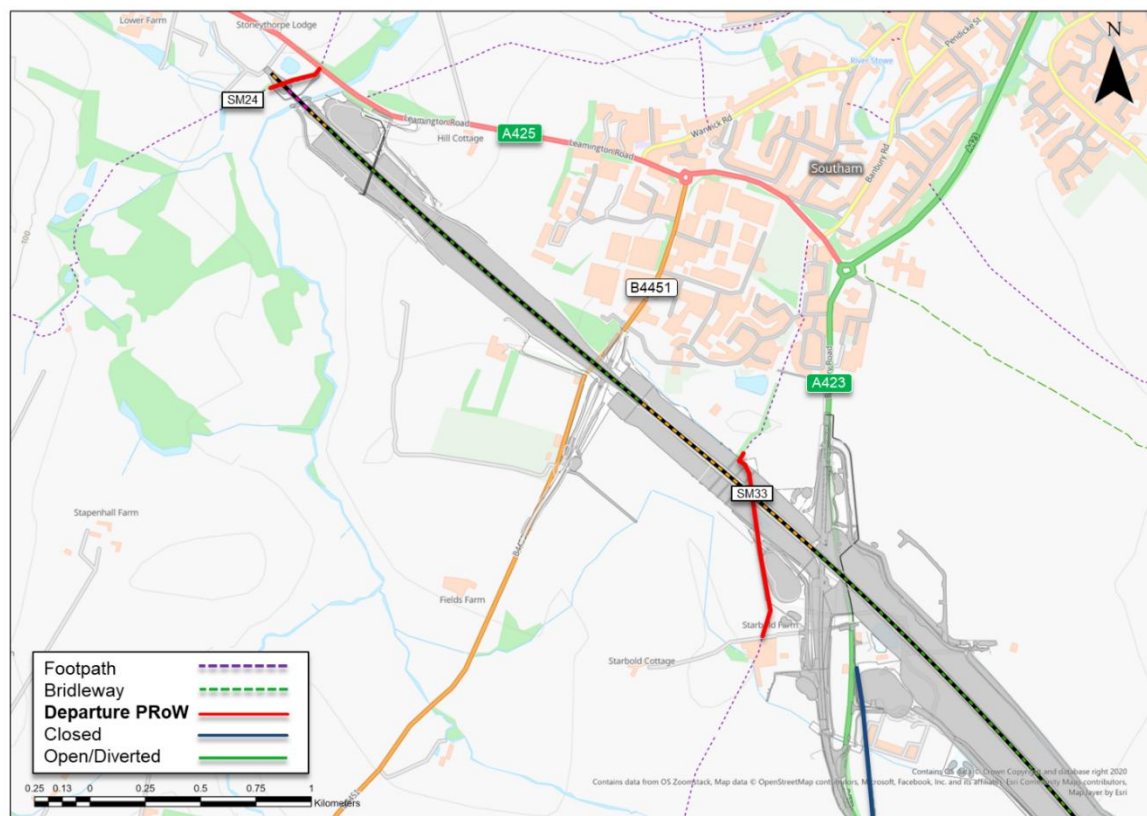 Lower Farm
Stoneythorpe Lodge
N
Pendicke St
River Stowe
SM24
Leamington Road
Hill Cottage
A425
Leamington Road
Warwick Rd
Banbury Rd
A423
Southam
100
B4451
A423
Stapenhall Farm
SM33
Fields Farm
Starbold Farm
Starbold Cottage
Footpath
Bridleway
Departure PRoW
Closed
Open/Diverted
0.25 0.13 0 0.25 0.5 0.75 1
Kilometers
Contains OS data © Crown Copyright and database right 2020
Contains data from OS Zoomstack, Map data © OpenStreetMap contributors, Microsoft, Facebook, Inc. and its affiliates, Esri Community Maps contributors,
Map layer by Esri